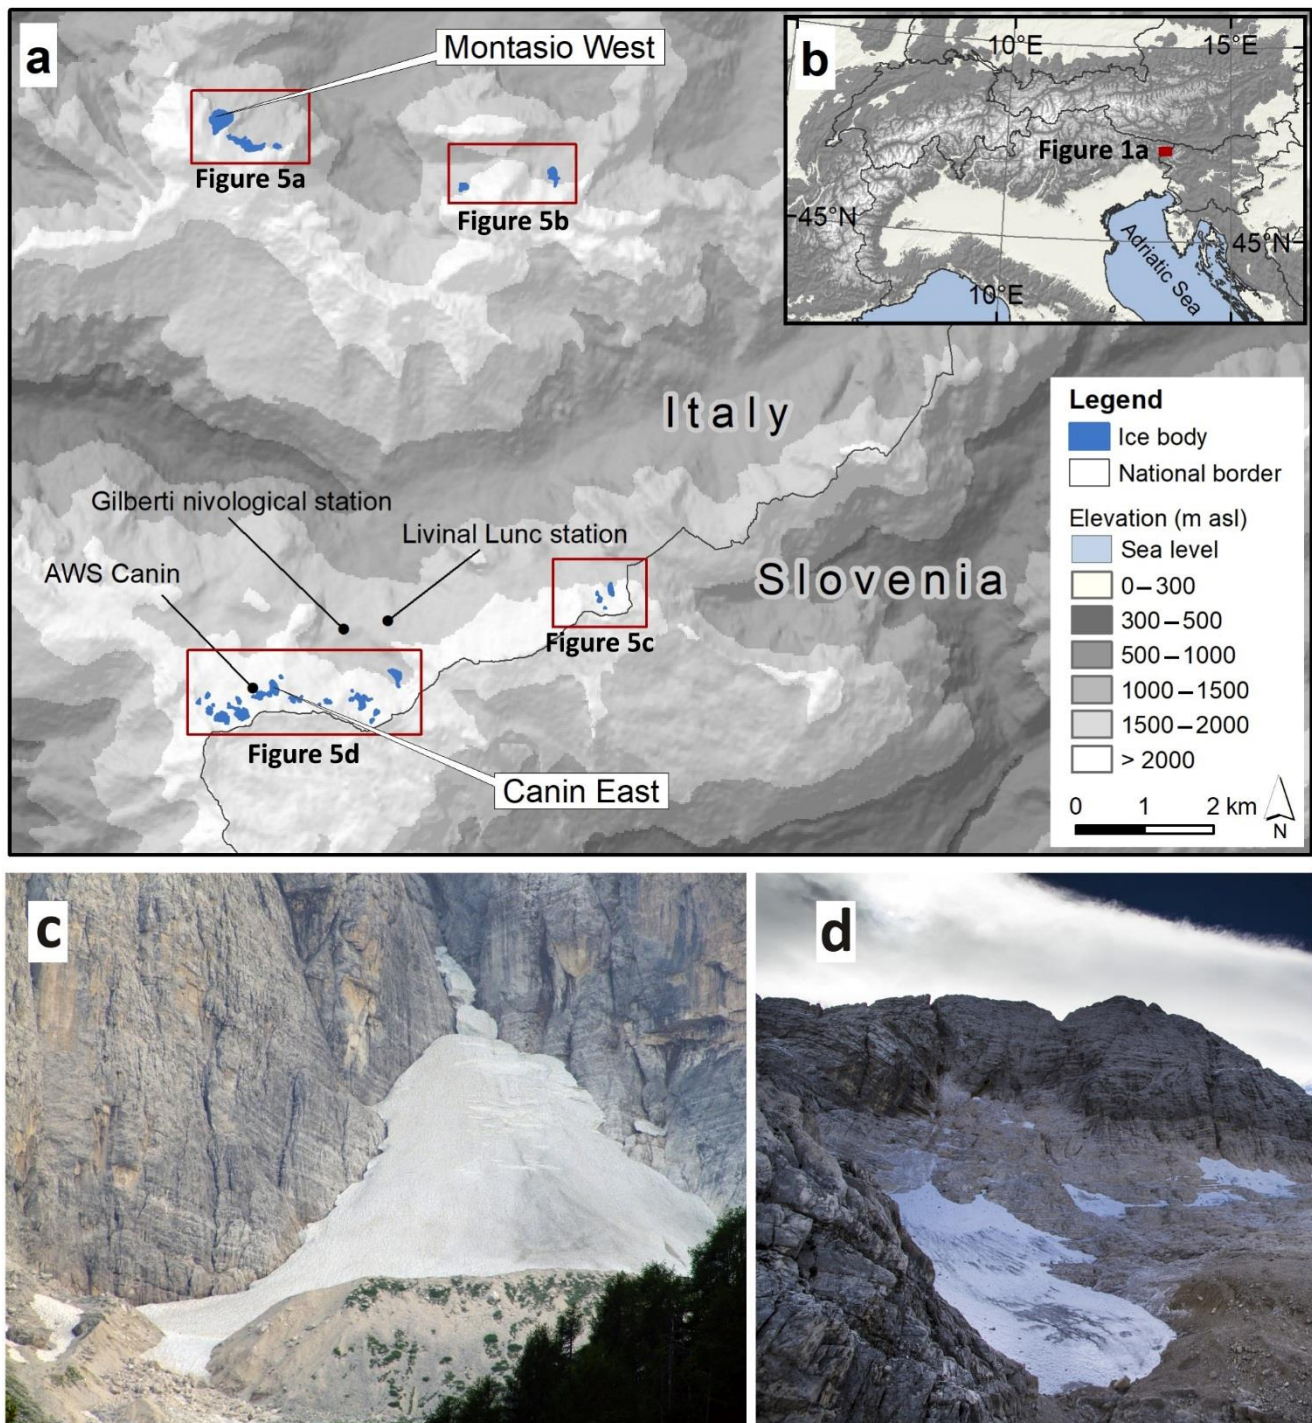 a
Montasio West
Figure 5a
Figure 5b
b
10°E
15°E
Figure 1a
45°N
45°N
Adriatic Sea
10°E
Italy
Slovenia
Gilberti nivological station
Livinal Lunc station
AWS Canin
Figure 5c
Figure 5d
Canin East
Legend
Ice body
National border
Elevation (m asl)
Sea level
0–300
300–500
500–1000
1000–1500
1500–2000
> 2000
0 1 2 km
N
c
d